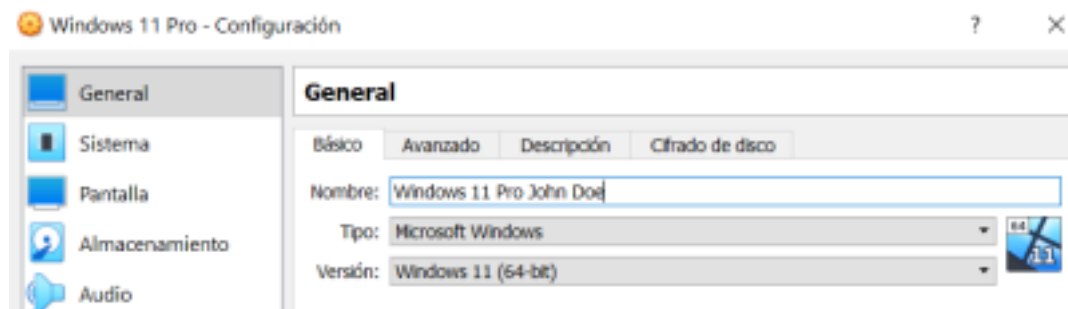 Windows 11 Pro - Configuración ? ×
General
Sistema
Pantalla
Almacenamiento
Audio
General
Básico Avanzado Descripción Cifrado de disco
Nombre: Windows 11 Pro John Doe
Tipo: Microsoft Windows
Versión: Windows 11 (64-bit)
64
11